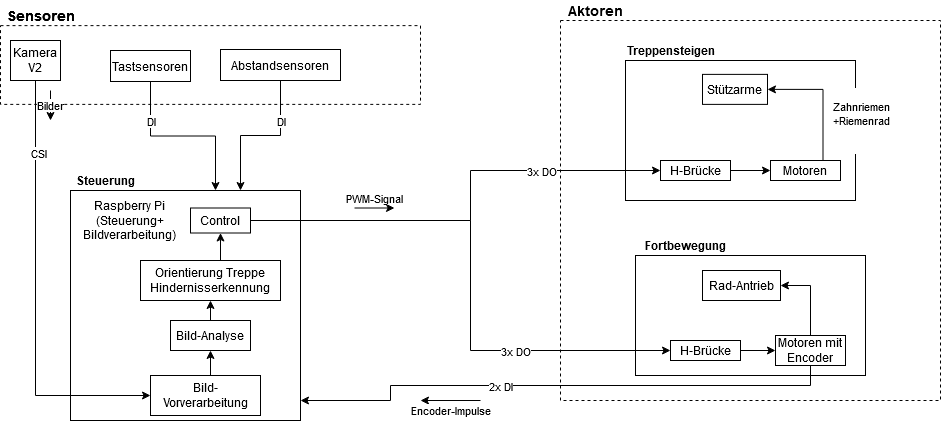 Sensoren
Kamera
V2
Tastsensoren
Abstandsensoren
Bilder
DI
DI
CSI
Steuerung
Raspberry Pi
(Steuerung+
Bildverarbeitung)
Control
Orientierung Treppe
Hinderniserkennung
Bild-Analyse
Bild-
Vorverarbeitung
PWM-Signal
3x DO
3x DO
2x DI
Encoder-Impulse
Aktoren
Treppensteigen
Stützarme
Zahnriemen
+Riemenrad
H-Brücke
Motoren
Fortbewegung
Rad-Antrieb
H-Brücke
Motoren mit
Encoder